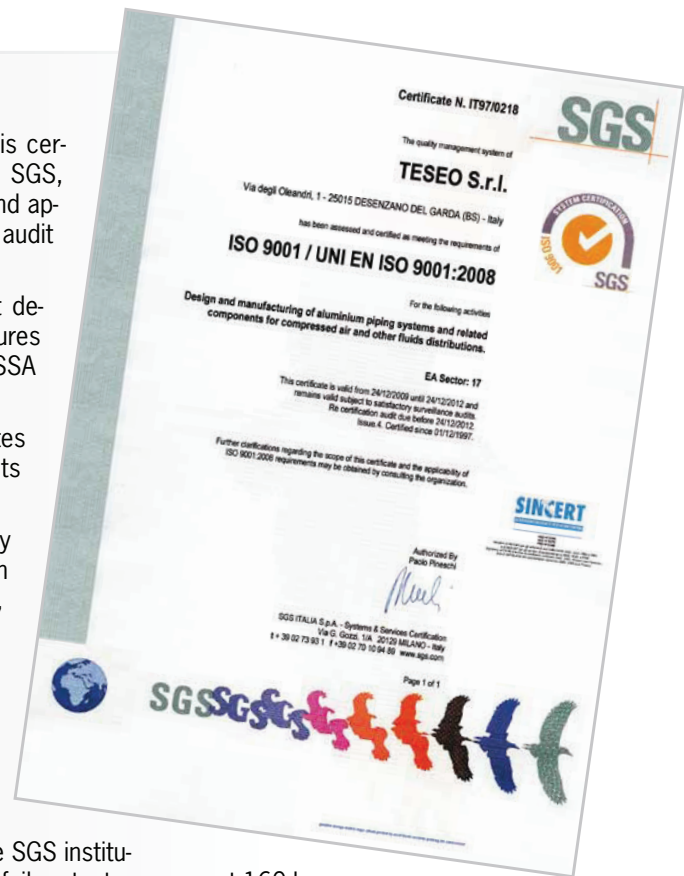 is cer-
SGS,
nd ap-
audit
t de-
ures
SSA
tes
ts
y
n
,
e SGS institu-
Certificate N. IT97/0218
SGS
The quality management system of
TESEO S.r.l.
Via degli Oleandri, 1 - 25015 DESENZANO DEL GARDA (BS) - Italy
has been assessed and certified as meeting the requirements of
ISO 9001 / UNI EN ISO 9001:2008
SYSTEM CERTIFICATION
ISO 9001
SGS
For the following activities
Design and manufacturing of aluminium piping systems and related
components for compressed air and other fluids distributions.
EA Sector: 17
This certificate is valid from 24/12/2009 until 24/12/2012 and
remains valid subject to satisfactory surveillance audits.
Re certification audit due before 24/12/2012.
Issue 4. Certified since 01/12/1997.
Further clarifications regarding the scope of this certificate and the applicability of
ISO 9001:2008 requirements may be obtained by consulting the organization.
SINCERT
Authorized By
Paolo Pineschi
SGS ITALIA S.p.A. - Systems & Services Certification
Via G. Gozzi, 1/A 20129 MILANO - Italy
t + 39 02 73 93 1 f +39 02 70 10 94 89 www.sgs.com
Page 1 of 1
SGSSGSSGS